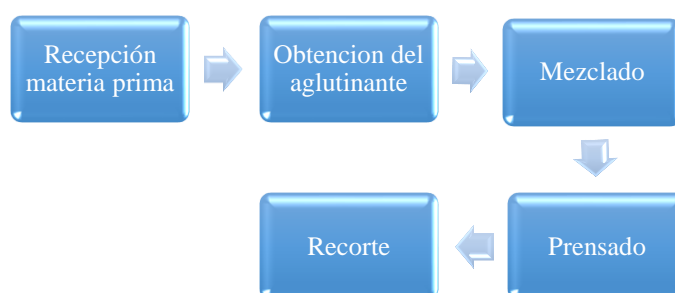 Recepción
materia prima
Obtencion del
aglutinante
Mezclado
Prensado
Recorte